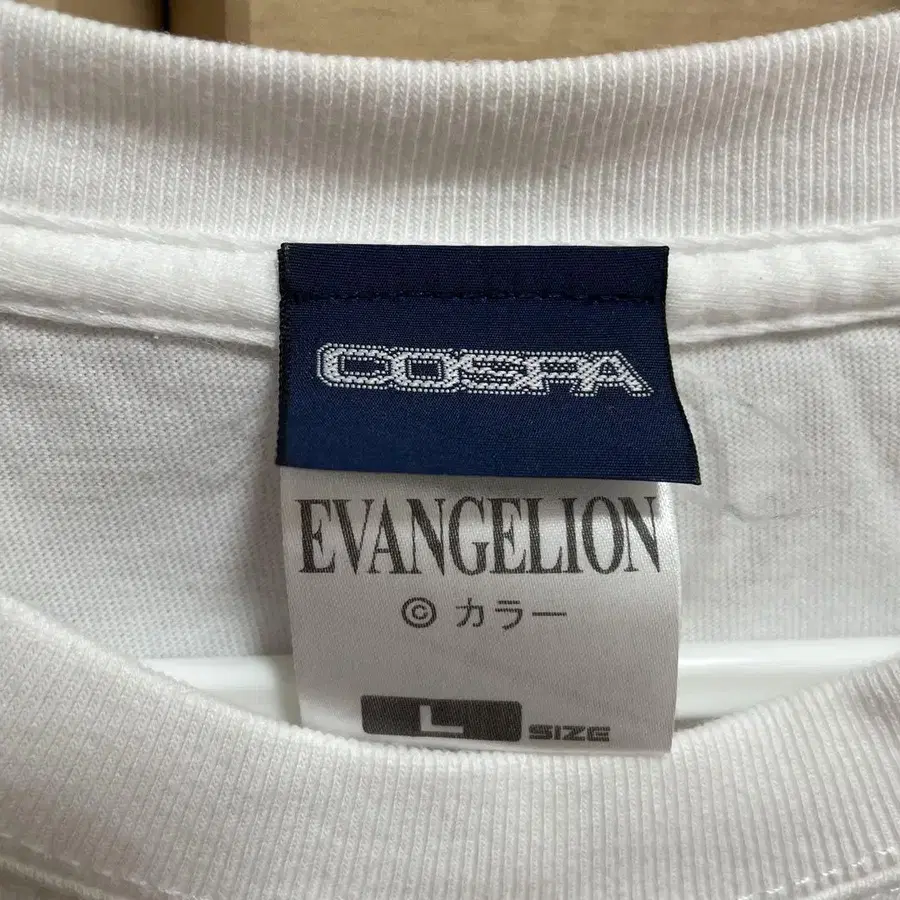 COSPA
EVANGELION
© カラー
L SIZE